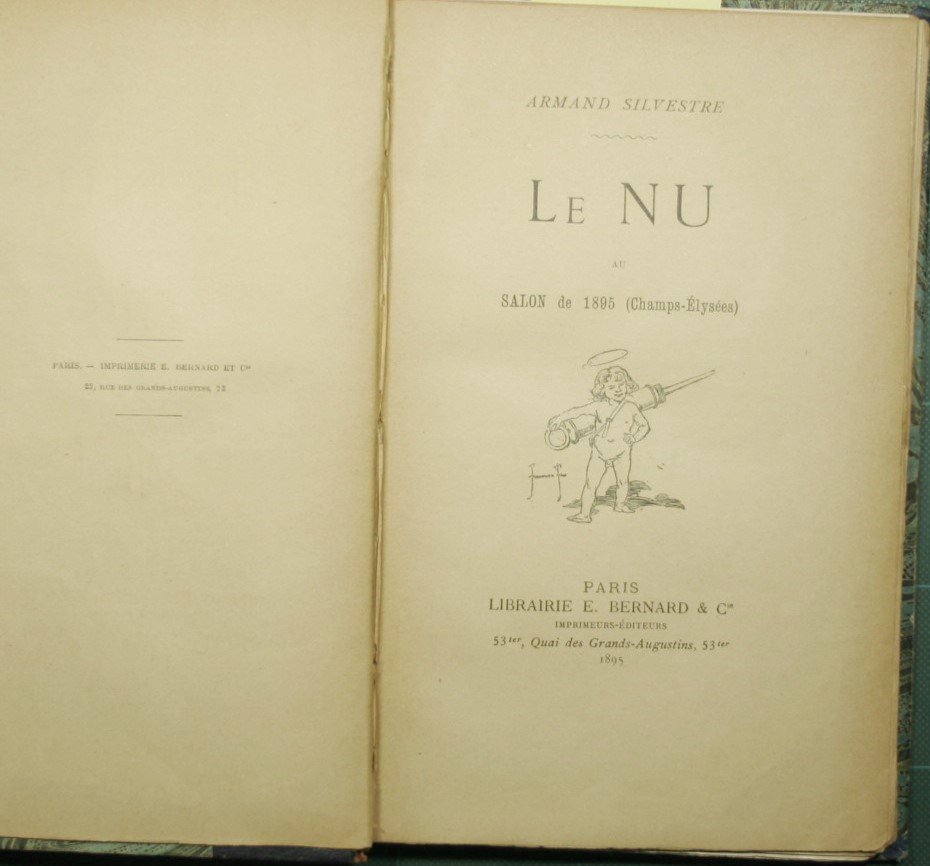 PARIS. — IMPRIMERIE E. BERNARD ET Cie
23, RUE DES GRANDS-AUGUSTINS, 23
ARMAND SILVESTRE
LE NU
AU
SALON de 1895 (Champs-Élysées)
PARIS
LIBRAIRIE E. BERNARD & Cie
IMPRIMEURS-ÉDITEURS
53ter, Quai des Grands-Augustins, 53ter
1895